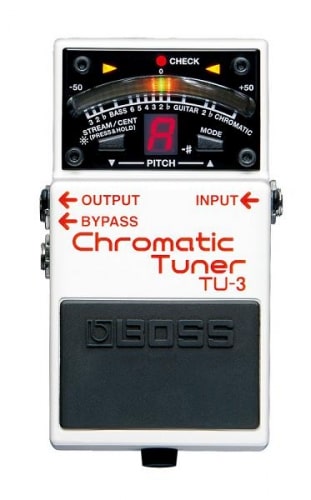 CHECK
-50 0 +50
3 2 ♭ BASS 6 5 4 3 2 ♭ GUITAR 2 ♭ CHROMATIC
STREAM/CENT
(PRESS&HOLD)
A
-#
MODE
▼ PITCH ▲
← OUTPUT INPUT ←
← BYPASS
Chromatic
Tuner
TU-3
BOSS